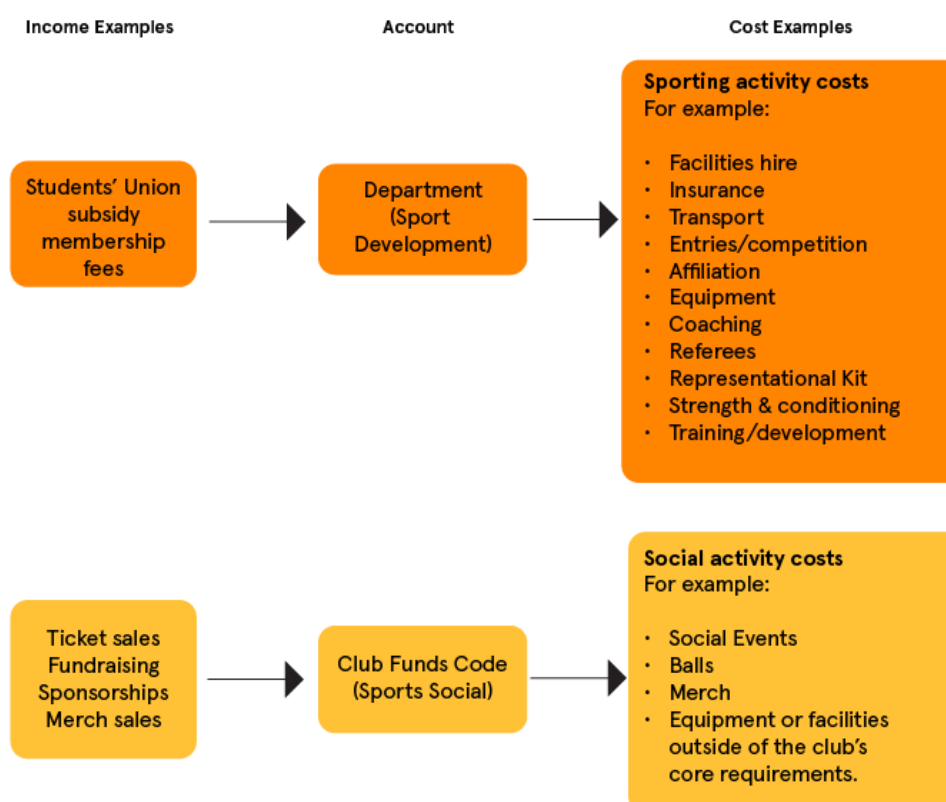 Income Examples
Account
Cost Examples
Students’ Union
subsidy
membership
fees
Department
(Sport
Development)
Sporting activity costs
For example:
• Facilities hire
• Insurance
• Transport
• Entries/competition
• Affiliation
• Equipment
• Coaching
• Referees
• Representational Kit
• Strength & conditioning
• Training/development
Ticket sales
Fundraising
Sponsorships
Merch sales
Club Funds Code
(Sports Social)
Social activity costs
For example:
• Social Events
• Balls
• Merch
• Equipment or facilities
outside of the club’s
core requirements.